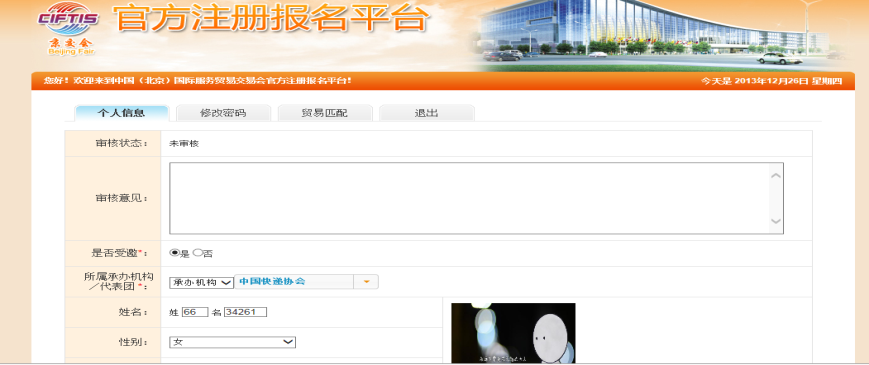 CIFTIS 官方注册报名平台
京交会
Beijing Fair
您好! 欢迎来到中国（北京）国际服务贸易交易会官方注册报名平台! 今天是 2013年12月26日 星期四
个人信息 修改密码 贸易匹配 退出
审核状态： 未审核
审核意见：
是否受邀*： 是 否
所属承办机构 承办机构 中国快递协会
／代表团*：
姓名： 姓 66 名 34261
性别： 女